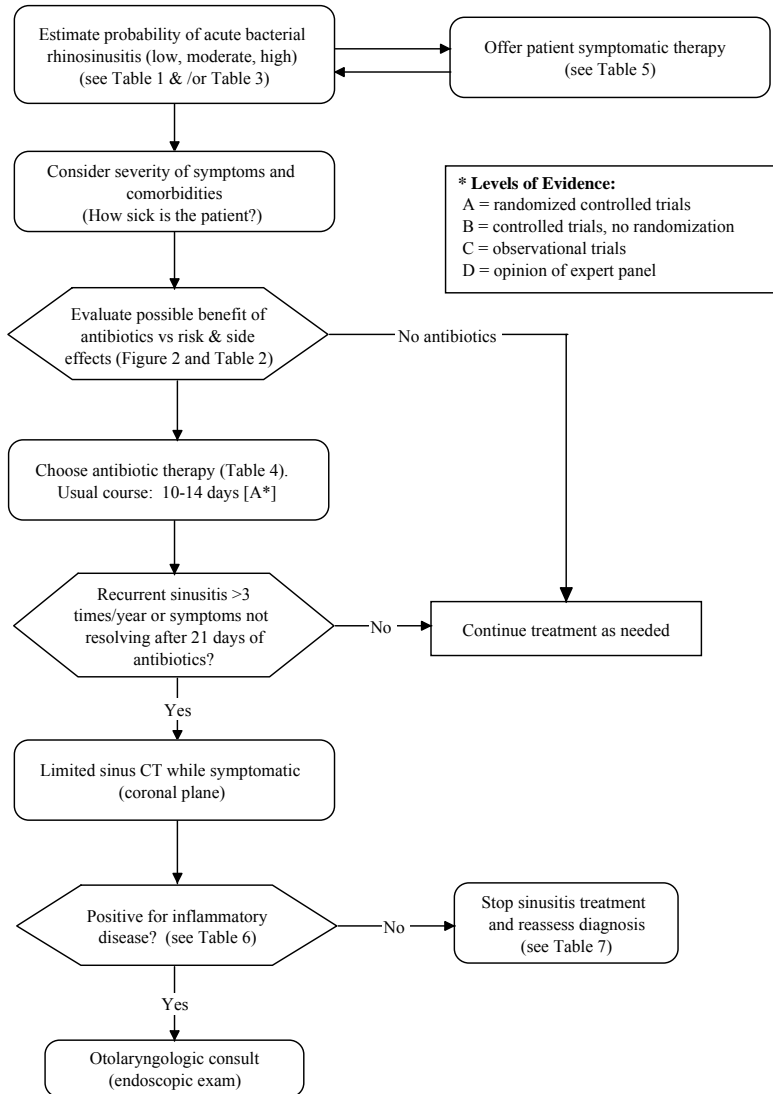 Estimate probability of acute bacterial
rhinosinusitis (low, moderate, high)
(see Table 1 & /or Table 3)
Offer patient symptomatic therapy
(see Table 5)
Consider severity of symptoms and
comorbidities
(How sick is the patient?)
* Levels of Evidence:
A = randomized controlled trials
B = controlled trials, no randomization
C = observational trials
D = opinion of expert panel
Evaluate possible benefit of
antibiotics vs risk & side
effects (Figure 2 and Table 2)
No antibiotics
Choose antibiotic therapy (Table 4).
Usual course: 10-14 days [A*]
Recurrent sinusitis >3
times/year or symptoms not
resolving after 21 days of
antibiotics?
No
Continue treatment as needed
Yes
Limited sinus CT while symptomatic
(coronal plane)
Positive for inflammatory
disease? (see Table 6)
No
Stop sinusitis treatment
and reassess diagnosis
(see Table 7)
Yes
Otolaryngologic consult
(endoscopic exam)